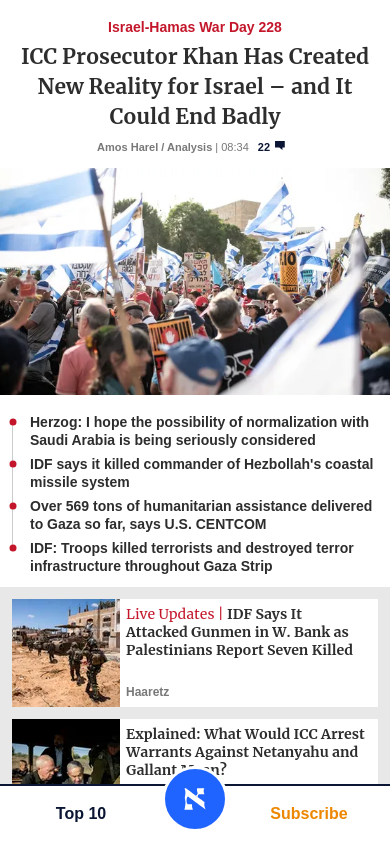 Israel-Hamas War Day 228
ICC Prosecutor Khan Has Created
New Reality for Israel – and It
Could End Badly
Amos Harel / Analysis | 08:34 22
Herzog: I hope the possibility of normalization with
Saudi Arabia is being seriously considered
IDF says it killed commander of Hezbollah's coastal
missile system
Over 569 tons of humanitarian assistance delivered
to Gaza so far, says U.S. CENTCOM
IDF: Troops killed terrorists and destroyed terror
infrastructure throughout Gaza Strip
Live Updates | IDF Says It
Attacked Gunmen in W. Bank as
Palestinians Report Seven Killed
Haaretz
Explained: What Would ICC Arrest
Warrants Against Netanyahu and
Gallant
Top 10
Subscribe